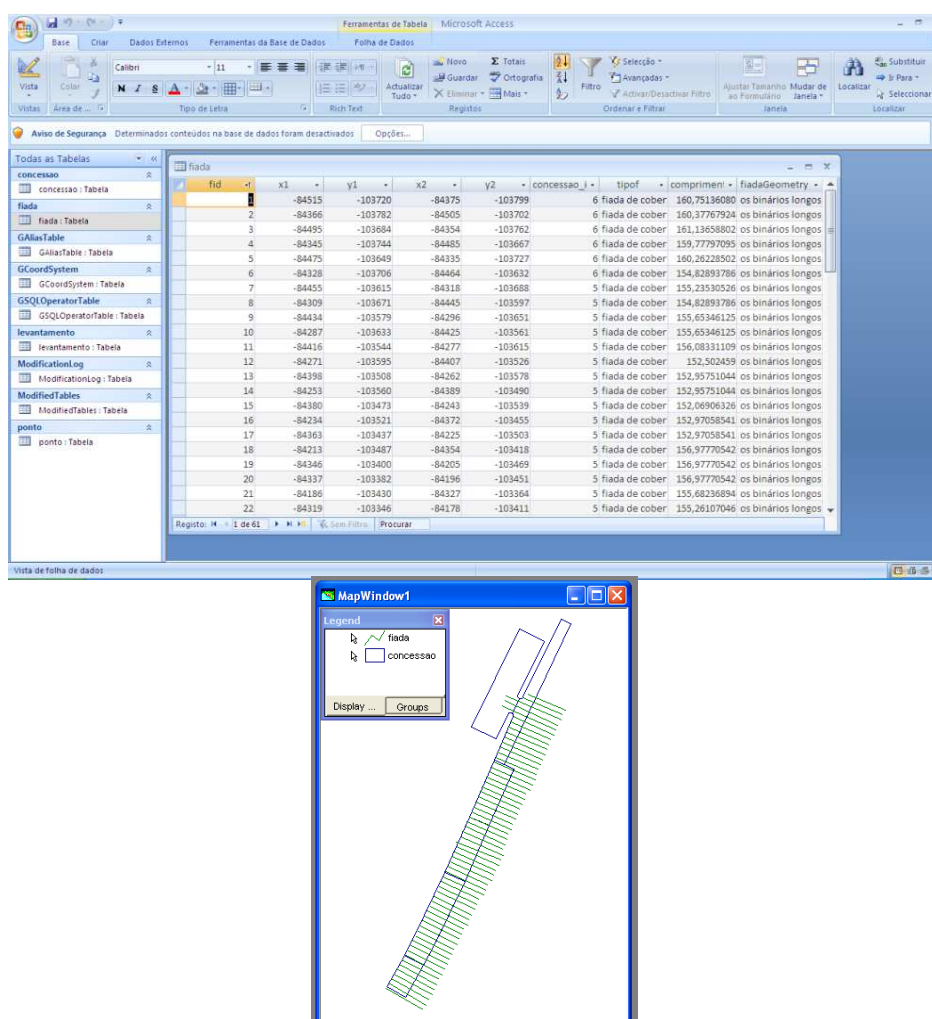 Ferramentas de Tabela Microsoft Access
Base Criar Dados Externos Ferramentas da Base de Dados Folha de Dados
Vista
Vistas
Colar
Área de ...
Calibri 11
N I S A
Tipo de Letra
Rich Text
Actualizar Tudo
Novo
Guardar
Eliminar
Σ Totais
Ortografia
Mais
Registos
Filtro
Selecção
Avançadas
Activar/Desactivar Filtro
Ordenar e Filtrar
Ajustar Tamanho ao Formulário
Mudar de Janela
Janela
Localizar
Substituir
Ir Para
Seleccionar
Localizar
Aviso de Segurança Determinados conteúdos na base de dados foram desactivados Opções...
Todas as Tabelas
concessao
concessao : Tabela
fiada
fiada : Tabela
GAliasTable
GAliasTable : Tabela
GCoordSystem
GCoordSystem : Tabela
GSQLOperatorTable
GSQLOperatorTable : Tabela
levantamento
levantamento : Tabela
ModificationLog
ModificationLog : Tabela
ModifiedTables
ModifiedTables : Tabela
ponto
ponto : Tabela
fiada
fid x1 y1 x2 y2 concessao_i tipof compriment fiadaGeometry
1 -84515 -103720 -84375 -103799 6 fiada de cober 160,75136080 os binários longos
2 -84366 -103782 -84505 -103702 6 fiada de cober 160,37767924 os binários longos
3 -84495 -103684 -84354 -103762 6 fiada de cober 161,13658802 os binários longos
4 -84345 -103744 -84485 -103667 6 fiada de cober 159,77797095 os binários longos
5 -84475 -103649 -84335 -103727 6 fiada de cober 160,26228502 os binários longos
6 -84328 -103706 -84464 -103632 6 fiada de cober 154,82893786 os binários longos
7 -84455 -103615 -84318 -103688 5 fiada de cober 155,23530526 os binários longos
8 -84309 -103671 -84445 -103597 5 fiada de cober 154,82893786 os binários longos
9 -84434 -103579 -84296 -103651 5 fiada de cober 155,65346125 os binários longos
10 -84287 -103633 -84425 -103561 5 fiada de cober 155,65346125 os binários longos
11 -84416 -103544 -84277 -103615 5 fiada de cober 156,08331109 os binários longos
12 -84271 -103595 -84407 -103526 5 fiada de cober 152,502459 os binários longos
13 -84398 -103508 -84262 -103578 5 fiada de cober 152,95751044 os binários longos
14 -84253 -103560 -84389 -103490 5 fiada de cober 152,95751044 os binários longos
15 -84380 -103473 -84243 -103539 5 fiada de cober 152,06906326 os binários longos
16 -84234 -103521 -84372 -103455 5 fiada de cober 152,97058541 os binários longos
17 -84363 -103437 -84225 -103503 5 fiada de cober 152,97058541 os binários longos
18 -84213 -103487 -84354 -103418 5 fiada de cober 156,97770542 os binários longos
19 -84346 -103400 -84205 -103469 5 fiada de cober 156,97770542 os binários longos
20 -84337 -103382 -84196 -103451 5 fiada de cober 156,97770542 os binários longos
21 -84186 -103430 -84327 -103364 5 fiada de cober 155,68236894 os binários longos
22 -84319 -103346 -84178 -103411 5 fiada de cober 155,26107046 os binários longos
Registo: 1 de 61 Sem Filtro Procurar
Vista de folha de dados
MapWindow1
Legend
fiada
concessao
Display ... Groups